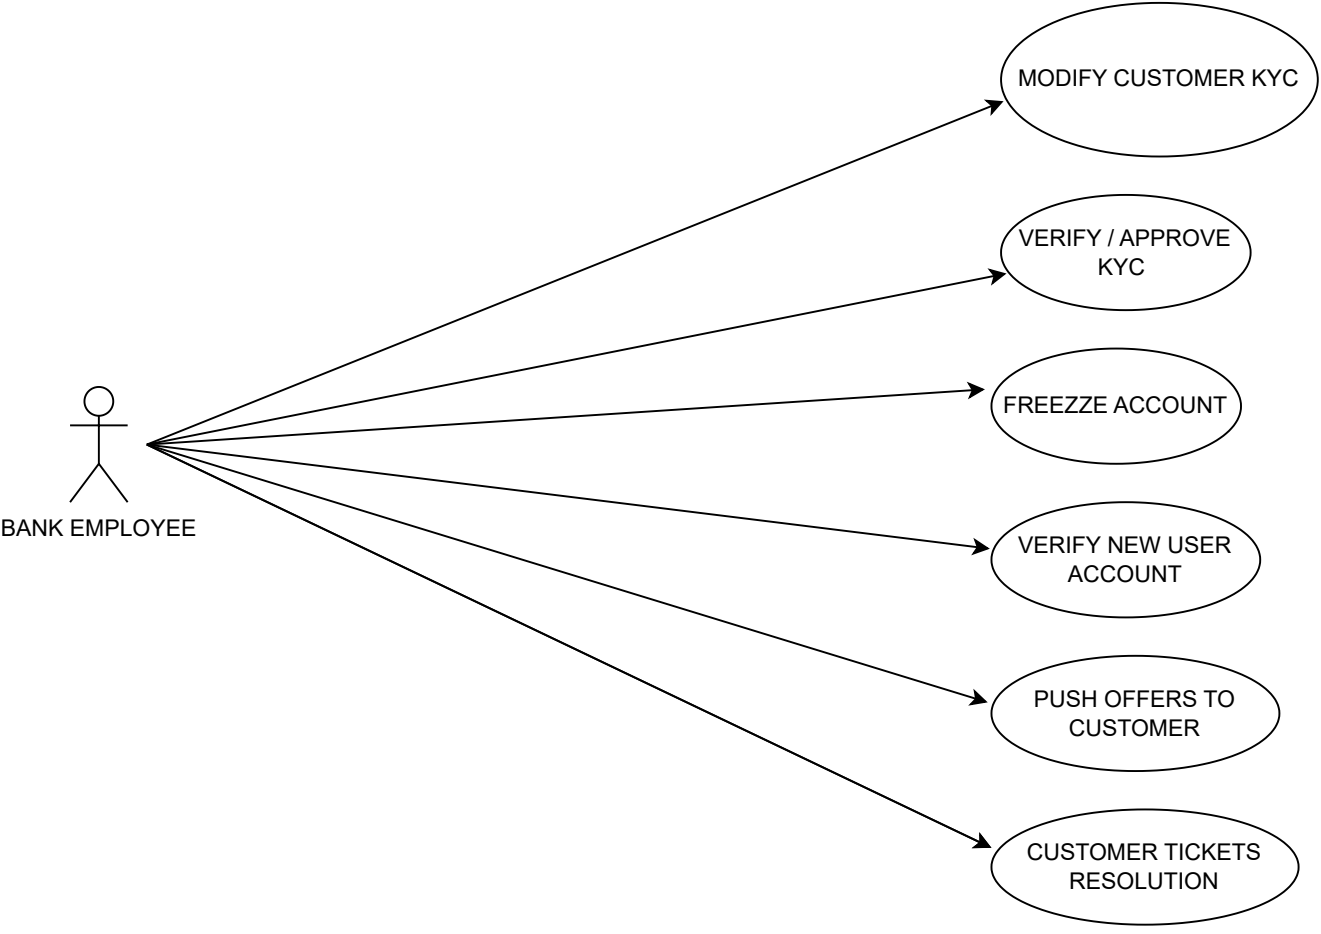 MODIFY CUSTOMER KYC
VERIFY / APPROVE
KYC
FREEZZE ACCOUNT
BANK EMPLOYEE
VERIFY NEW USER
ACCOUNT
PUSH OFFERS TO
CUSTOMER
CUSTOMER TICKETS
RESOLUTION